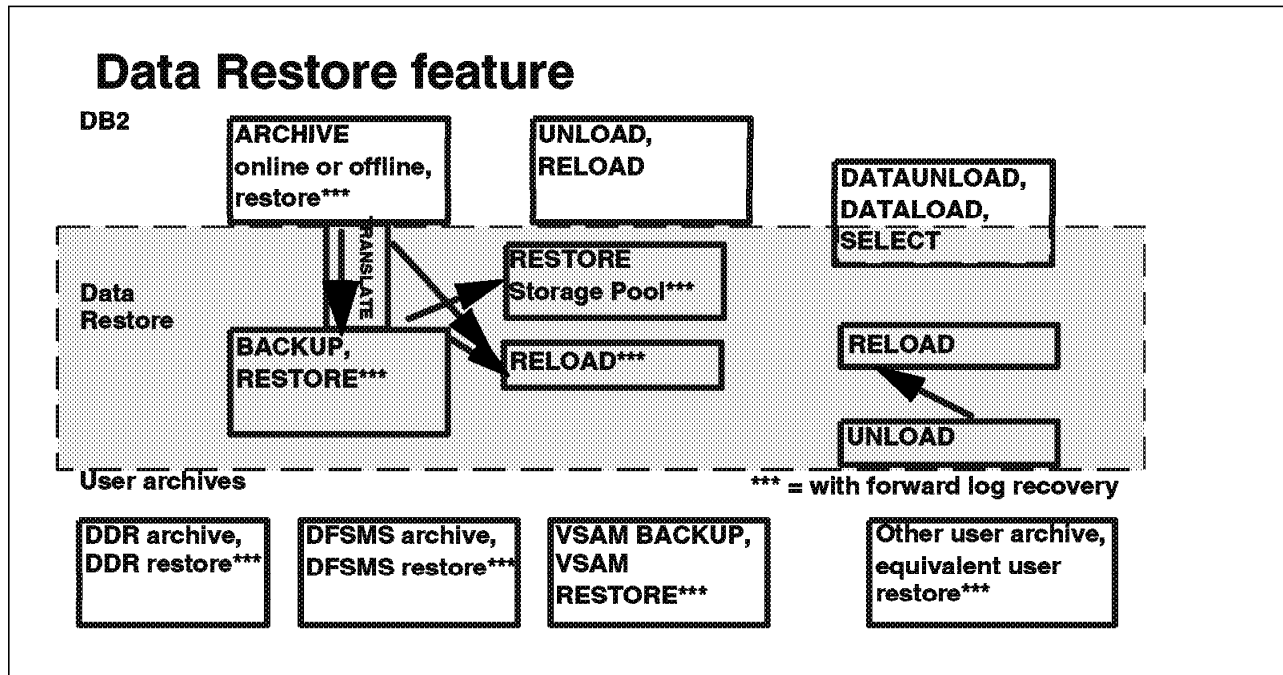 Data Restore feature
DB2
ARCHIVE
online or offline,
restore***
UNLOAD,
RELOAD
DATAUNLOAD,
DATALOAD,
SELECT
RANSLATE
Data
Restore
RESTORE
Storage Pool***
BACKUP,
RESTORE***
RELOAD***
RELOAD
UNLOAD
User archives
*** = with forward log recovery
DDR archive,
DDR restore***
DFSMS archive,
DFSMS restore***
VSAM BACKUP,
VSAM
RESTORE***
Other user archive,
equivalent user
restore***